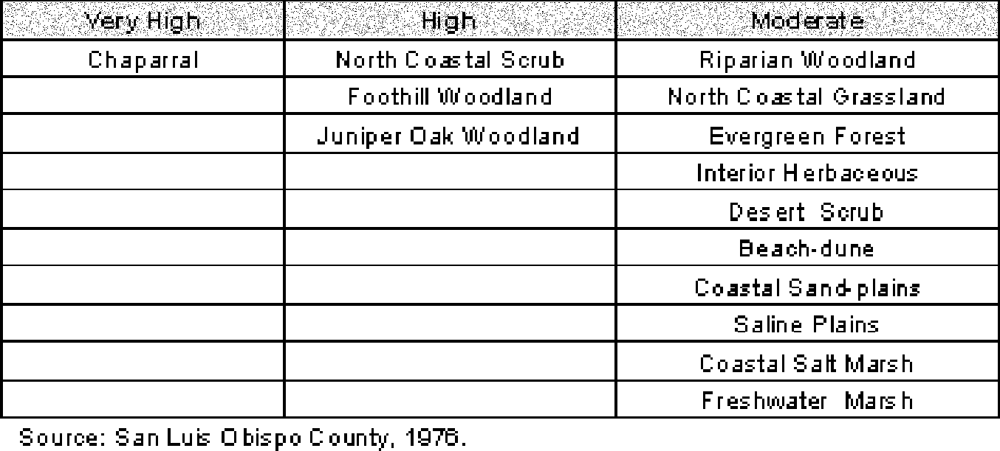 Very High High Moderate
Chaparral North Coastal Scrub Riparian Woodland
Foothill Woodland North Coastal Grassland
Juniper Oak Woodland Evergreen Forest
Interior Herbaceous
Desert Scrub
Beach-dune
Coastal Sand-plains
Saline Plains
Coastal Salt Marsh
Freshwater Marsh
Source: San Luis Obispo County, 1976.